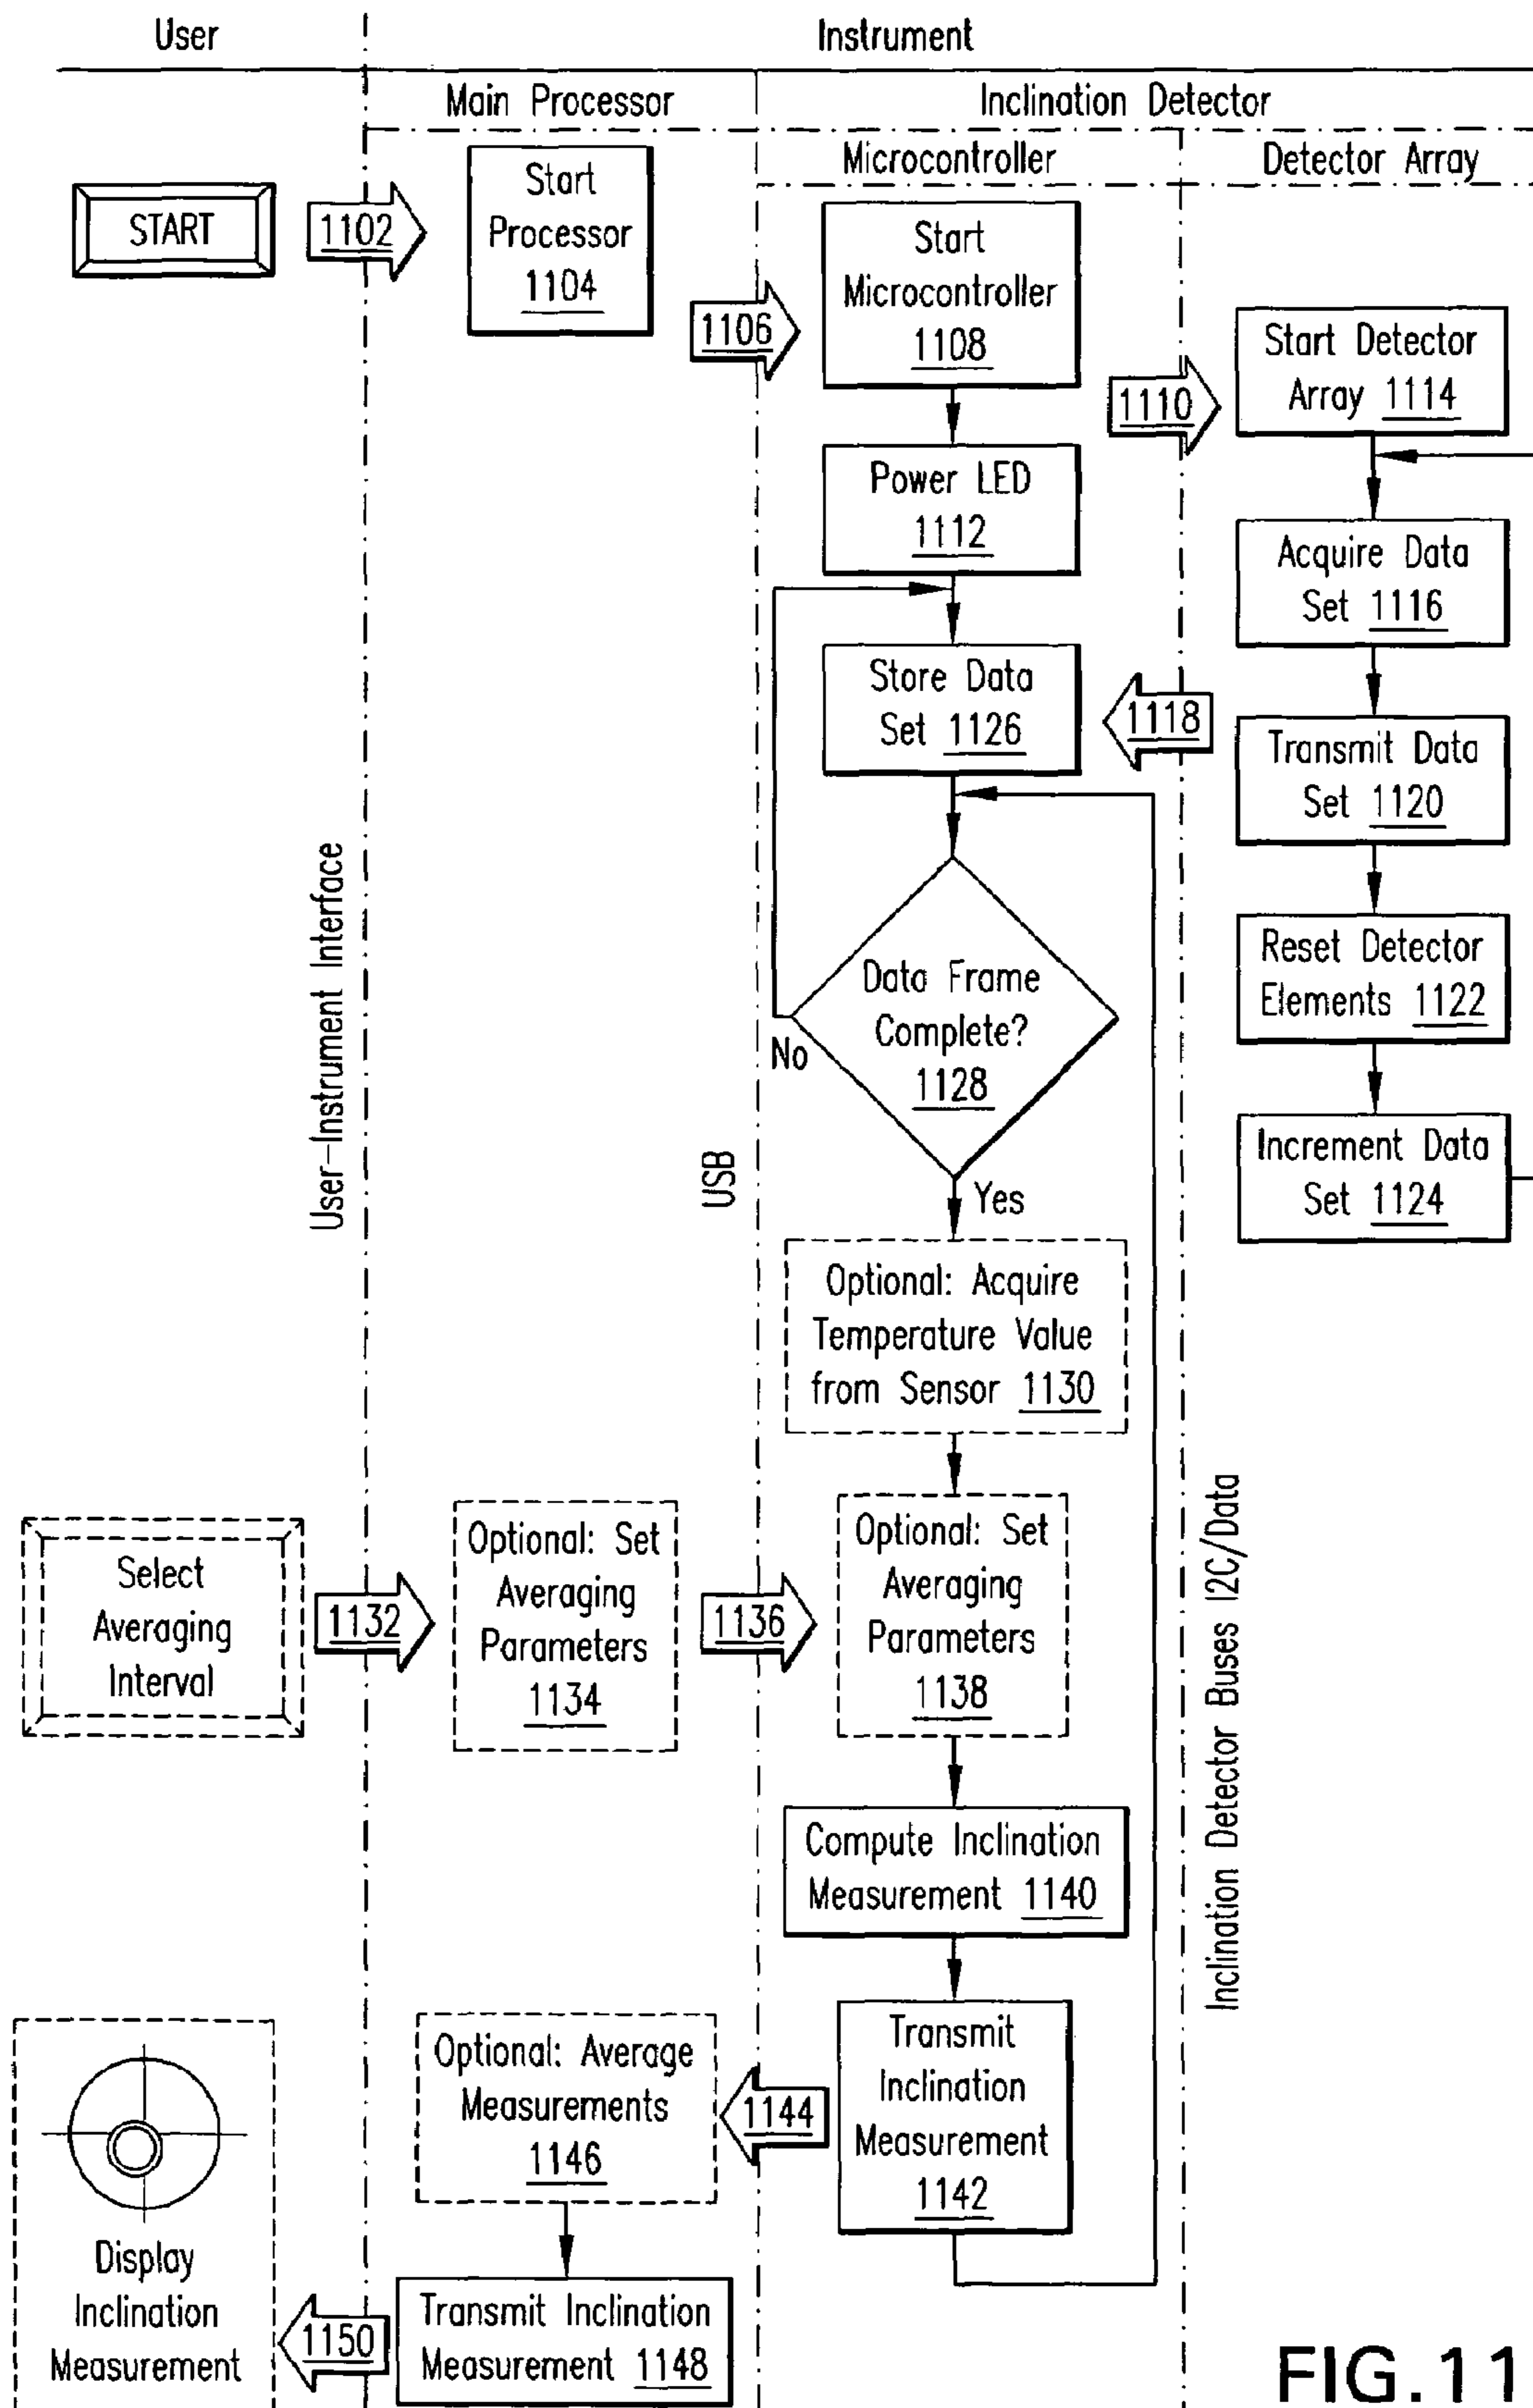 User
Instrument
Main Processor
Inclination Detector
Microcontroller
Detector Array
START
1102
Start
Processor
1104
1106
Start
Microcontroller
1108
1110
Start Detector
Array 1114
Power LED
1112
Acquire Data
Set 1116
Store Data
Set 1126
1118
Transmit Data
Set 1120
Reset Detector
Elements 1122
Increment Data
Set 1124
Data Frame
Complete?
1128
No
Yes
User-Instrument Interface
USB
Inclination Detector Buses I2C/Data
Optional: Acquire
Temperature Value
from Sensor 1130
Select
Averaging
Interval
1132
Optional: Set
Averaging
Parameters
1134
1136
Optional: Set
Averaging
Parameters
1138
Compute Inclination
Measurement 1140
Transmit
Inclination
Measurement
1142
1144
Optional: Average
Measurements
1146
Transmit Inclination
Measurement 1148
1150
Display
Inclination
Measurement
FIG.11